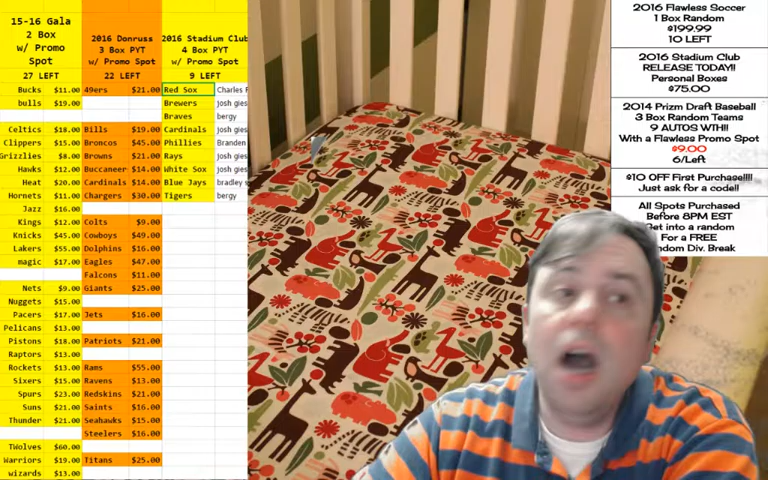 15-16 Gala
2 Box
w/ Promo
Spot
27 LEFT
Bucks $11.00
bulls $19.00
Celtics $18.00
Clippers $15.00
Grizzlies $8.00
Hawks $12.00
Heat $20.00
Hornets $11.00
Jazz $16.00
Kings $12.00
Knicks $45.00
Lakers $55.00
magic $17.00
Nets $9.00
Nuggets $15.00
Pacers $17.00
Pelicans $13.00
Pistons $18.00
Raptors $13.00
Rockets $13.00
Sixers $15.00
Spurs $23.00
Suns $21.00
Thunder $21.00
TWolves $60.00
Warriors $19.00
wizards $13.00
2016 Donruss
3 Box PYT
w/ Promo Spot
22 LEFT
49ers $21.00
Bills $19.00
Broncos $45.00
Browns $21.00
Buccaneer $14.00
Cardinals $14.00
Chargers $30.00
Colts $9.00
Cowboys $49.00
Dolphins $16.00
Eagles $47.00
Falcons $11.00
Giants $25.00
Jets $16.00
Patriots $21.00
Rams $55.00
Ravens $13.00
Redskins $21.00
Saints $16.00
Seahawks $15.00
Steelers $16.00
Titans $25.00
2016 Stadium Club
4 Box PYT
w/ Promo Spot
9 LEFT
Red Sox Charles F
Brewers josh gies
Braves bergy
Cardinals josh gies
Phillies Branden
Rays josh gies
White Sox josh gies
Blue Jays bradley s
Tigers bergy
2016 Flawless Soccer
1 Box Random
$199.99
10 LEFT
2016 Stadium Club
RELEASE TODAY!!
Personal Boxes
$75.00
2014 Prizm Draft Baseball
3 Box Random Teams
9 AUTOS WTH!!
With a Flawless Promo Spot
$9.00
6/Left
$10 OFF First Purchase!!!!
Just ask for a code!!
All Spots Purchased
Before 8PM EST
Get into a random
For a FREE
ndom Div. Break